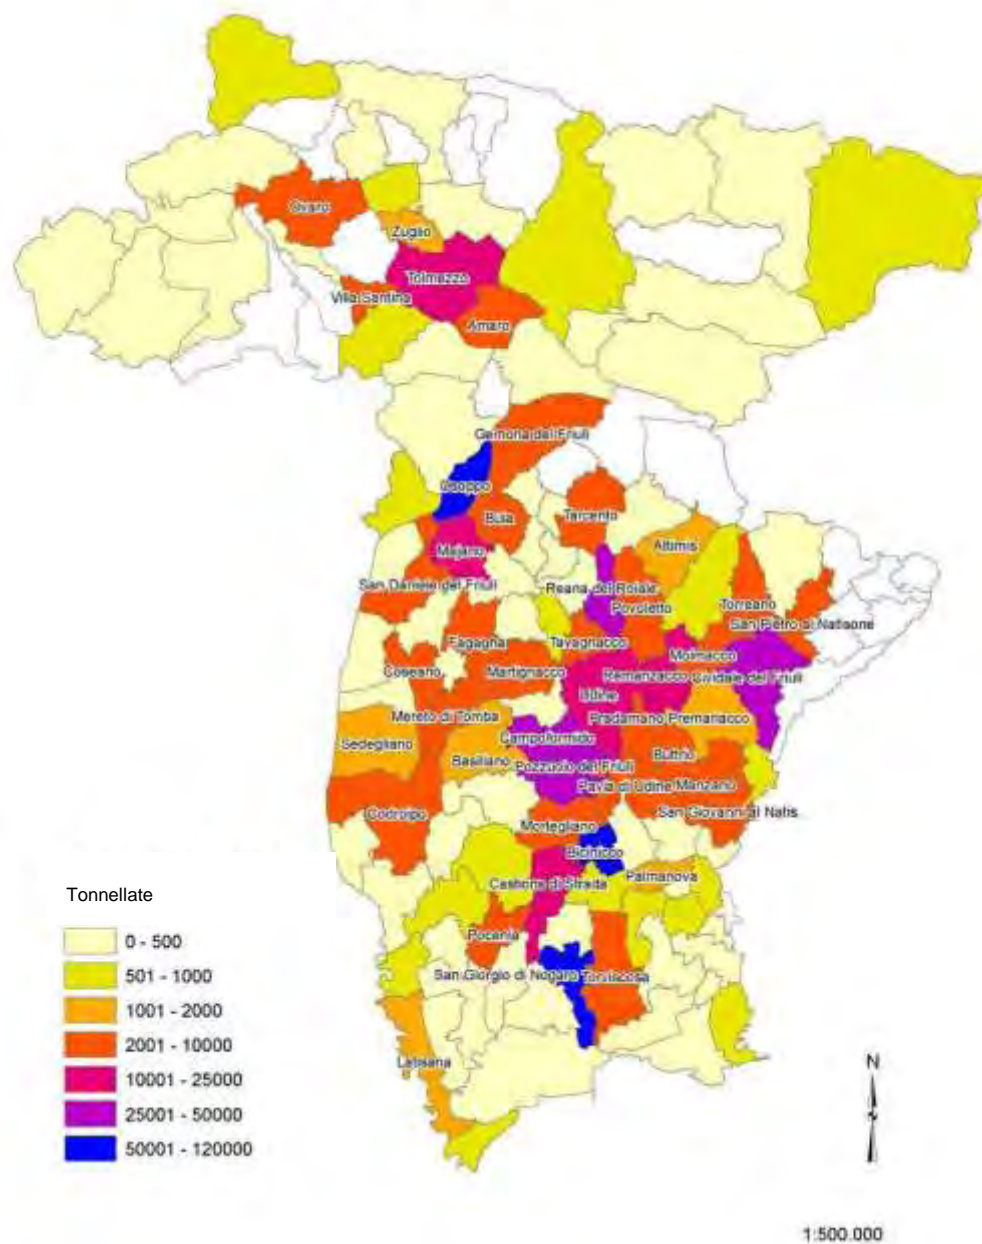 Ovaro
Zuglio
Tolmezzo
Villa Santina
Amaro
Gemona del Friuli
Osoppo
Buia
Tarcento
Majano
Attimis
San Daniele del Friuli
Reana del Roiale
Povoletto
Torreano
San Pietro al Natisone
Fagagna
Tavagnacco
Moimacco
Coseano
Martignacco
Remanzacco
Cividale del Friuli
Udine
Mereto di Tomba
Pradamano
Premariacco
Sedegliano
Campoformido
Basiliano
Buttrio
Pozzuolo del Friuli
Pavia di Udine
Manzano
Codroipo
San Giovanni al Natis
Mortegliano
Bicinicco
Castions di Strada
Palmanova
Pocenia
San Giorgio di Nogaro
Torviscosa
Latisana
Tonnellate
0 - 500
501 - 1000
1001 - 2000
2001 - 10000
10001 - 25000
25001 - 50000
50001 - 120000
N
1:500.000